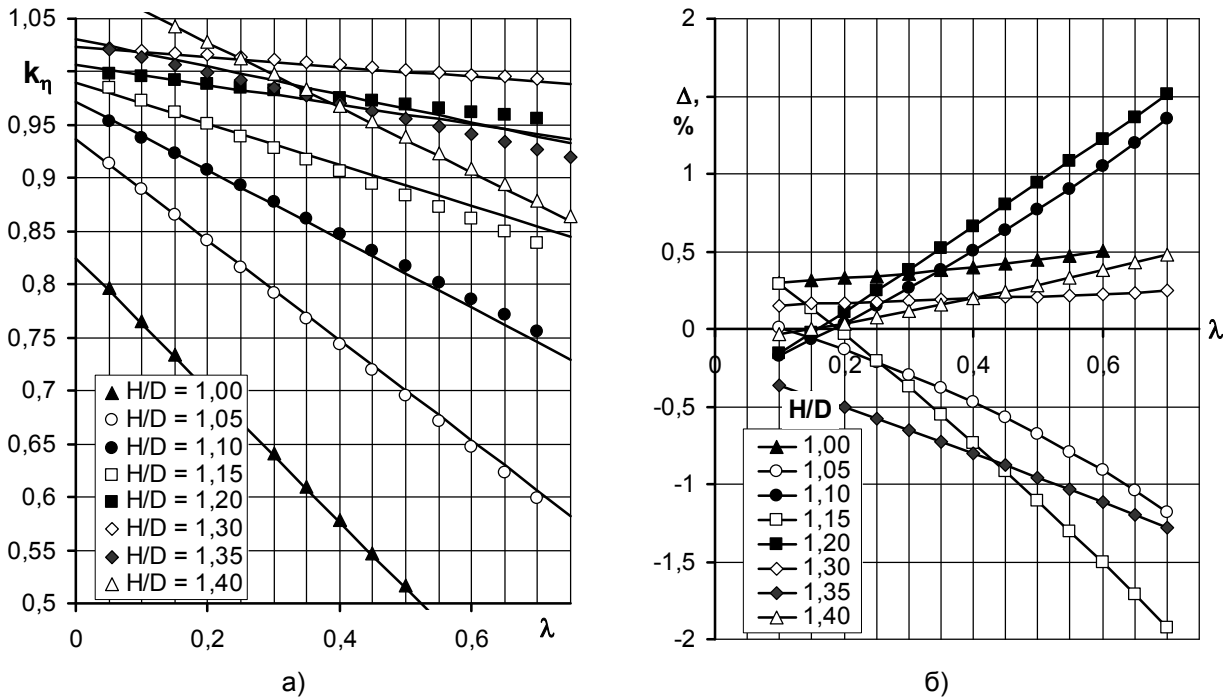 1,05
kη
0,95
0,9
0,85
0,8
0,75
0,7
0,65
0,6
0,55
0,5
H/D = 1,00
H/D = 1,05
H/D = 1,10
H/D = 1,15
H/D = 1,20
H/D = 1,30
H/D = 1,35
H/D = 1,40
0
0,2
0,4
0,6
λ
а)
2
Δ,
%
1
0,5
0
-0,5
-1
-1,5
-2
0
0,2
0,4
0,6
λ
H/D
1,00
1,05
1,10
1,15
1,20
1,30
1,35
1,40
б)